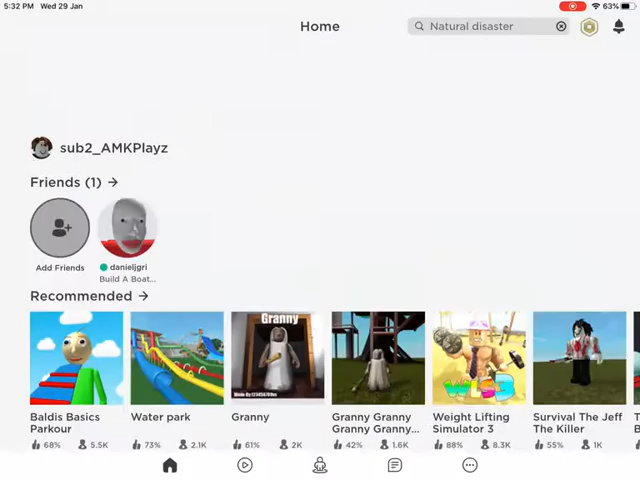 5:32 PM Wed 29 Jan
63%
Home
Natural disaster
sub2_AMKPlayz
Friends (1) →
Add Friends
danieljgri
Build A Boat...
Recommended →
Granny
WLS3
Baldis Basics
Parkour
Water park
Granny
Granny Granny
Granny Granny...
Weight Lifting
Simulator 3
Survival The Jeff
The Killer
68% 5.5K
73% 2.1K
61% 2K
42% 1.6K
88% 8.3K
55% 1K